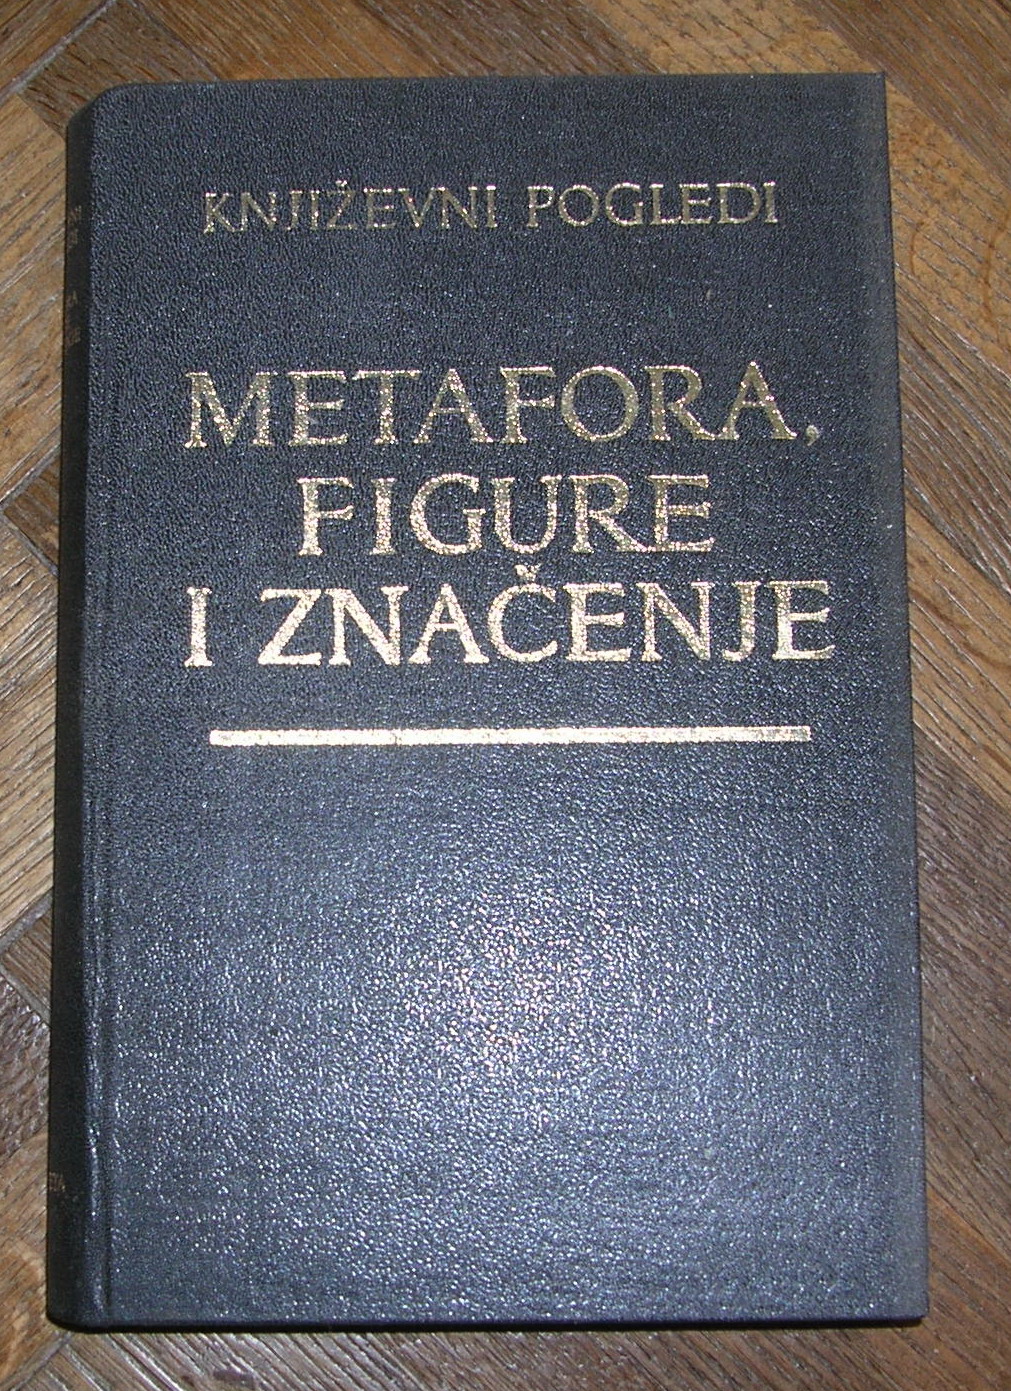 KNJIŽEVNI POGLEDI
METAFORA,
FIGURE
I ZNAČENJE